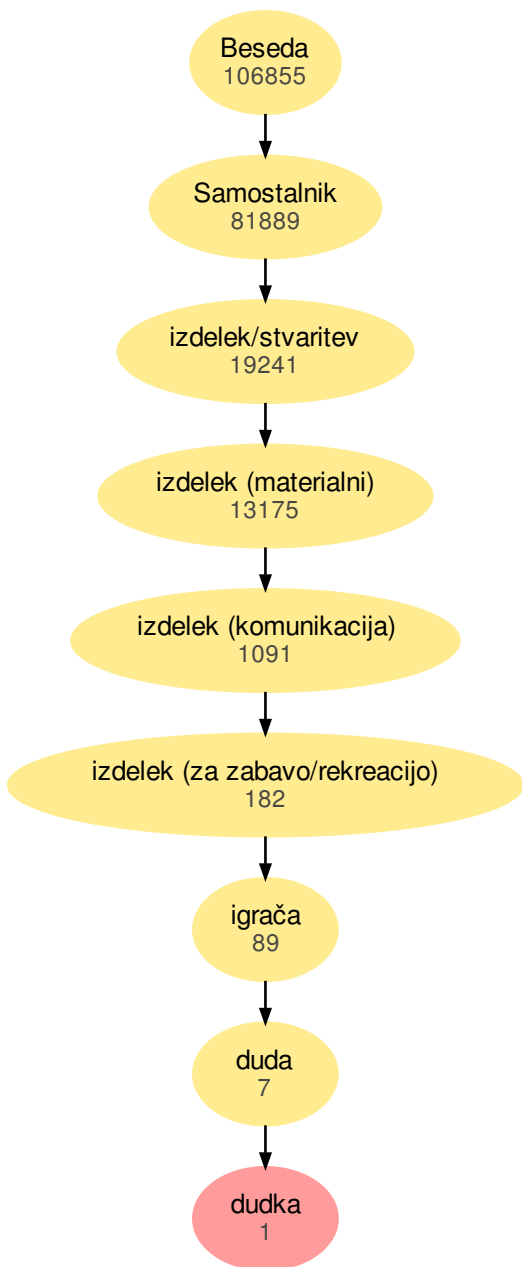 Beseda
106855
Samostalnik
81889
izdelek/stvaritev
19241
izdelek (materialni)
13175
izdelek (komunikacija)
1091
izdelek (za zabavo/rekreacijo)
182
igrača
89
duda
7
dudka
1